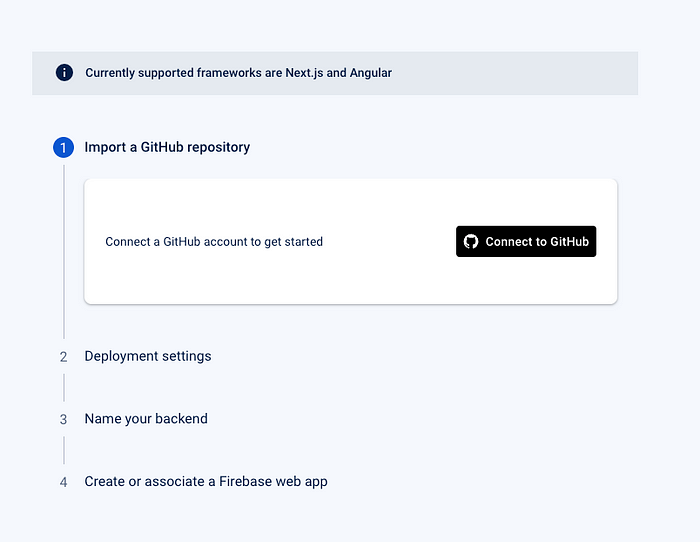 Currently supported frameworks are Next.js and Angular
1 Import a GitHub repository
Connect a GitHub account to get started
Connect to GitHub
2 Deployment settings
3 Name your backend
4 Create or associate a Firebase web app